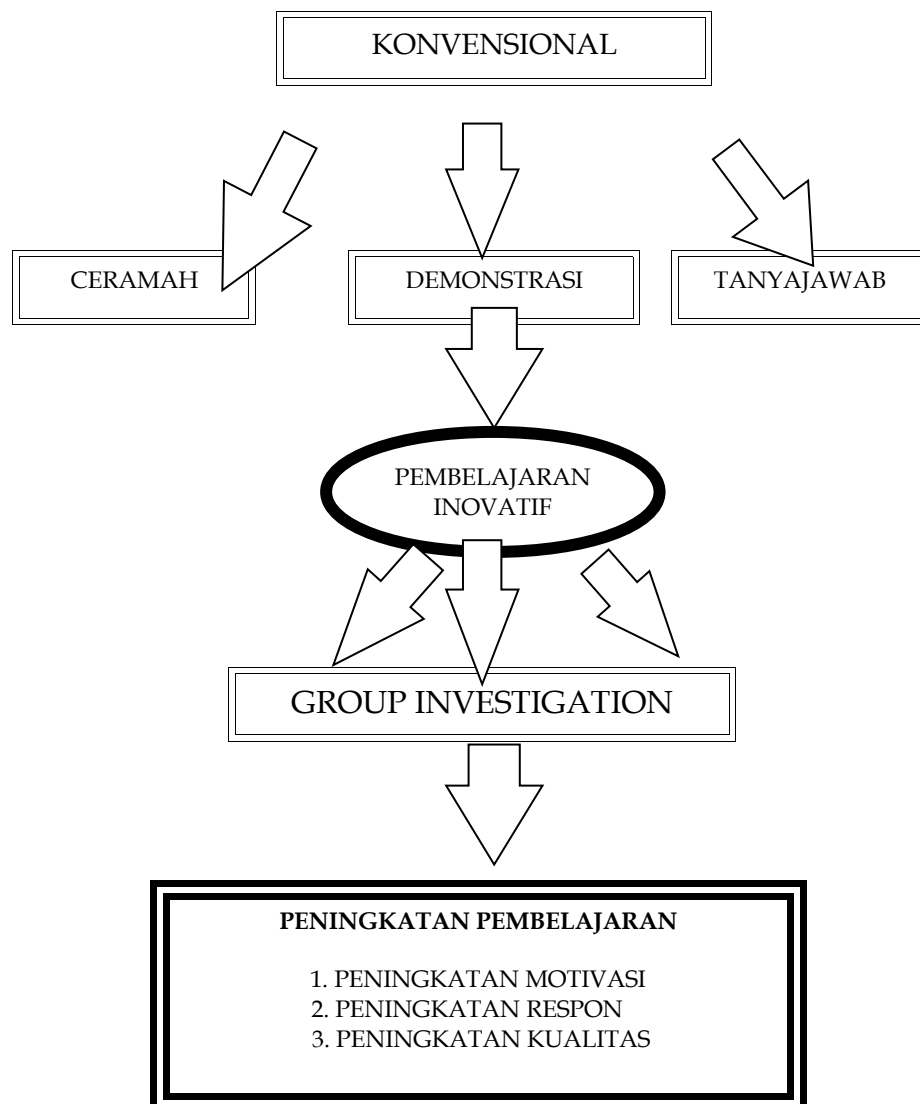 KONVENSIONAL
CERAMAH
DEMONSTRASI
TANYAJAWAB
PEMBELAJARAN
INOVATIF
GROUP INVESTIGATION
PENINGKATAN PEMBELAJARAN
1. PENINGKATAN MOTIVASI
2. PENINGKATAN RESPON
3. PENINGKATAN KUALITAS